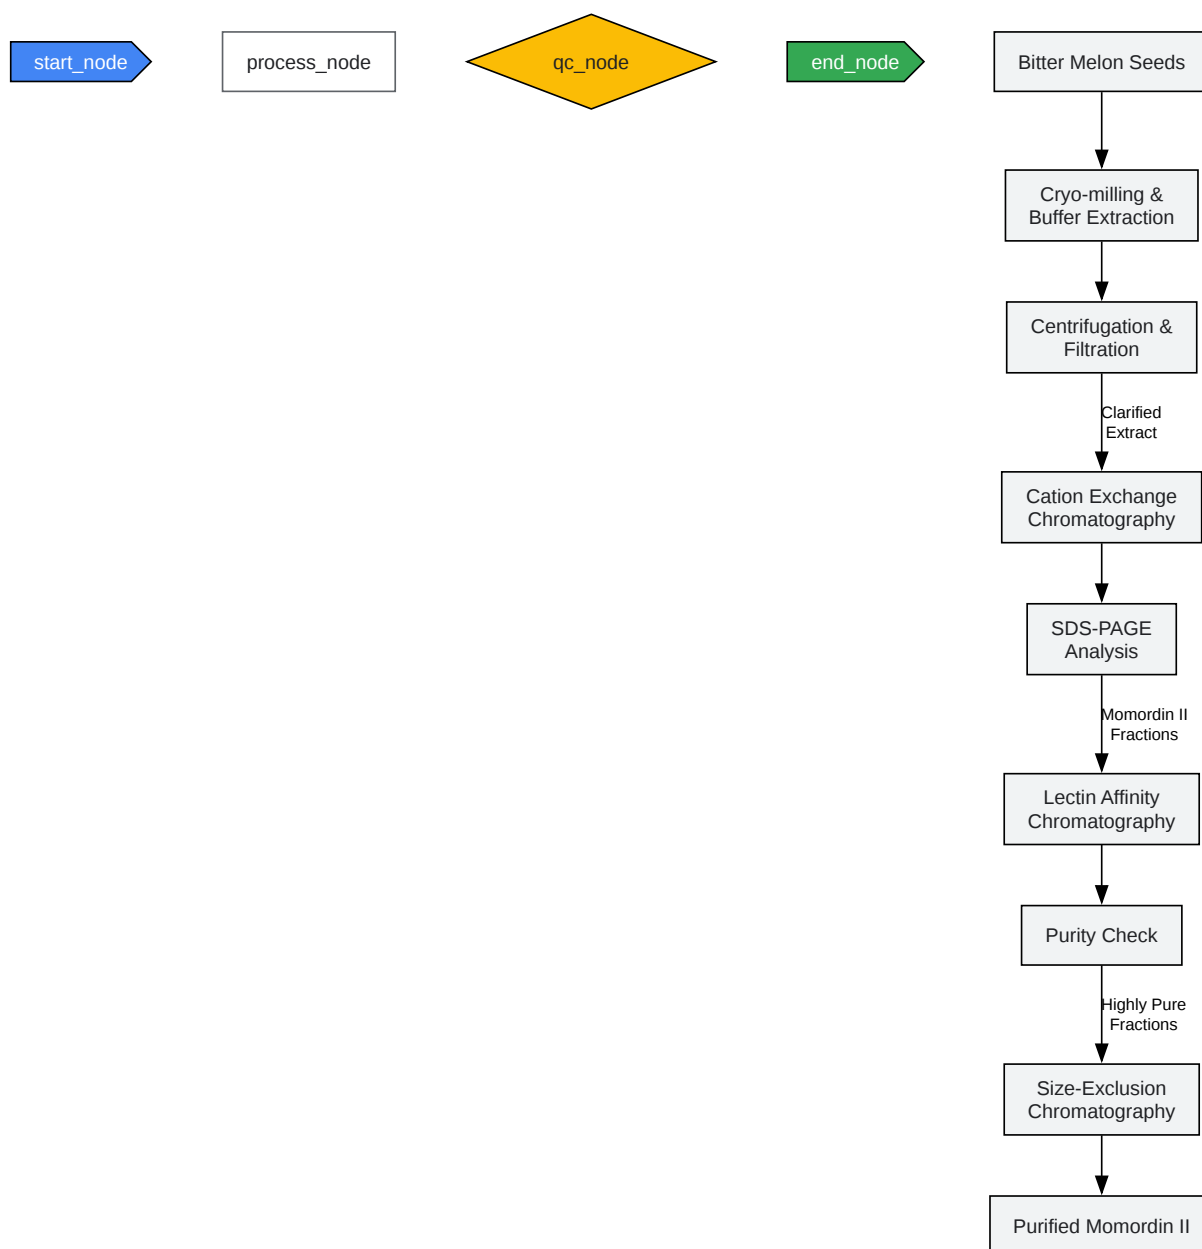 start_node
process_node
qc_node
end_node
Bitter Melon Seeds
Cryo-milling &
Buffer Extraction
Centrifugation &
Filtration
Clarified
Extract
Cation Exchange
Chromatography
SDS-PAGE
Analysis
Momordin II
Fractions
Lectin Affinity
Chromatography
Purity Check
Highly Pure
Fractions
Size-Exclusion
Chromatography
Purified Momordin II